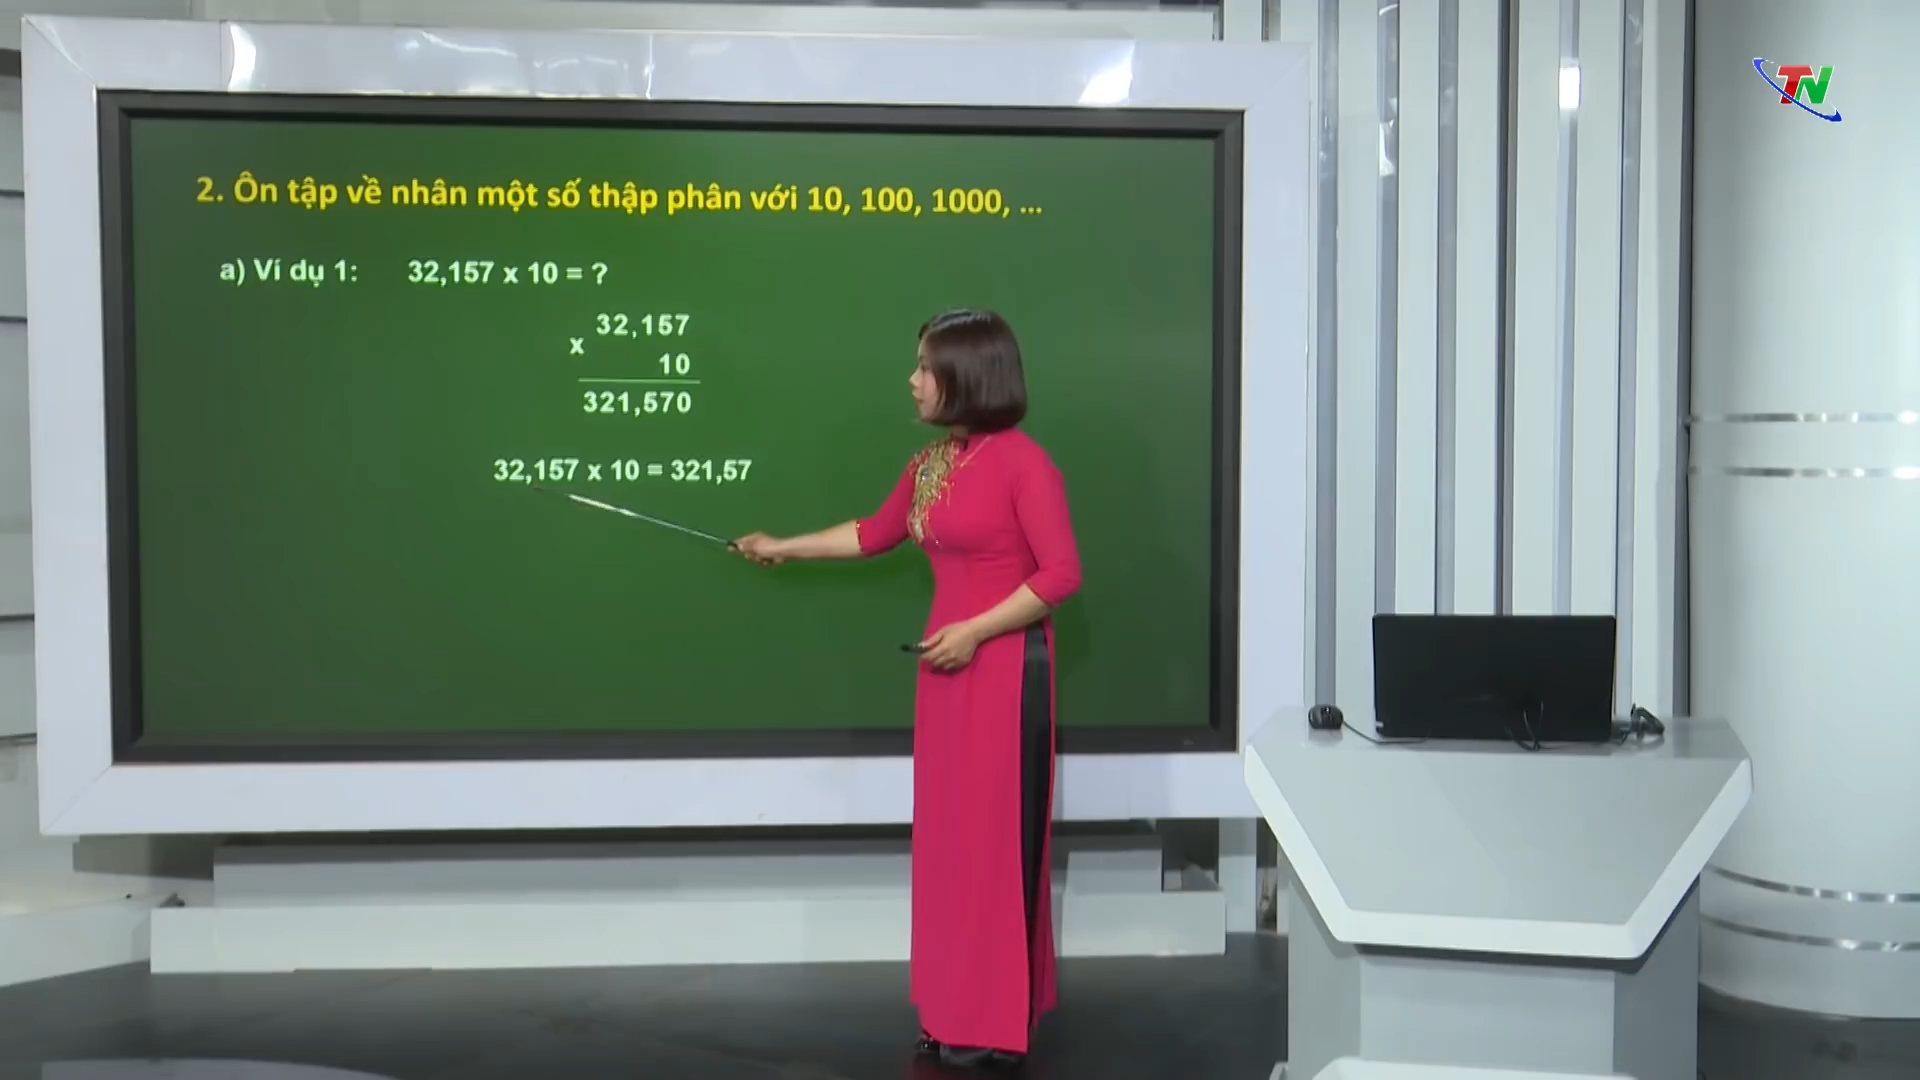 TN
2. Ôn tập về nhân một số thập phân với 10, 100, 1000, ...
a) Ví dụ 1: 32,157 x 10 = ?
32,157
x
10
321,570
32,157 x 10 = 321,57